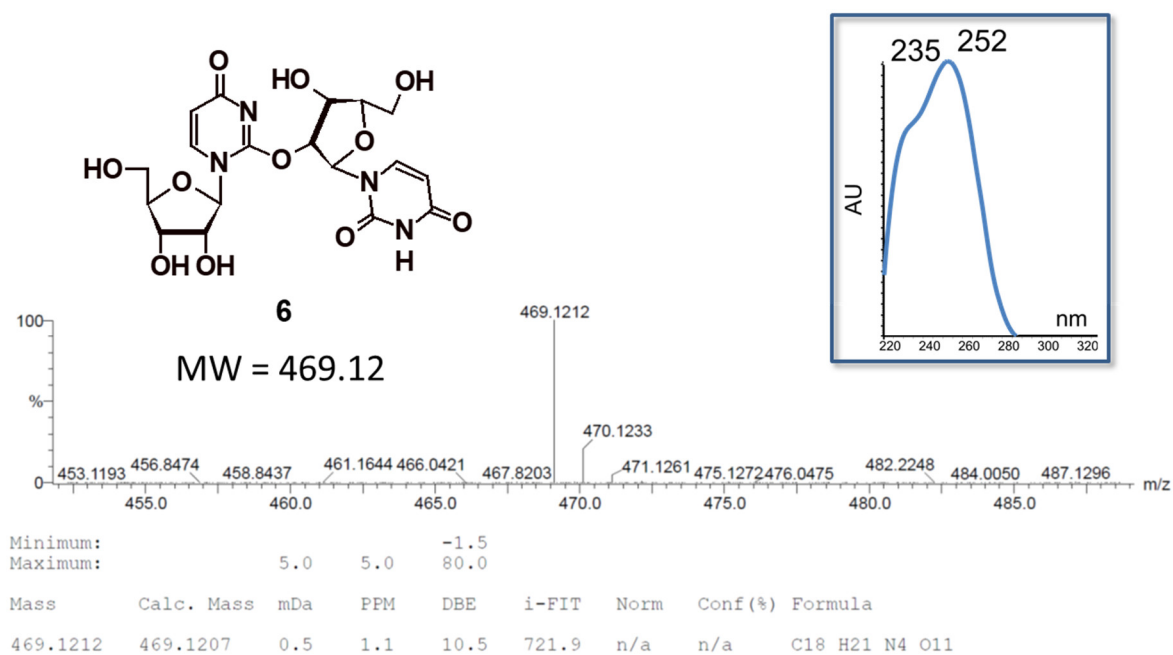 O
N
N
O
HO
OH
O
HO
O
OH OH
N
O
N
H
O
6
MW = 469.12
235 252
AU
nm
220 240 260 280 300 320
100
%
0
469.1212
470.1233
471.1261
453.1193 456.8474 458.8437 461.1644 466.0421 467.8203 475.1272 476.0475 482.2248 484.0050 487.1296
m/z
455.0 460.0 465.0 470.0 475.0 480.0 485.0
Minimum: -1.5
Maximum: 5.0 5.0 80.0
Mass Calc. Mass mDa PPM DBE i-FIT Norm Conf(%) Formula
469.1212 469.1207 0.5 1.1 10.5 721.9 n/a n/a C18 H21 N4 O11